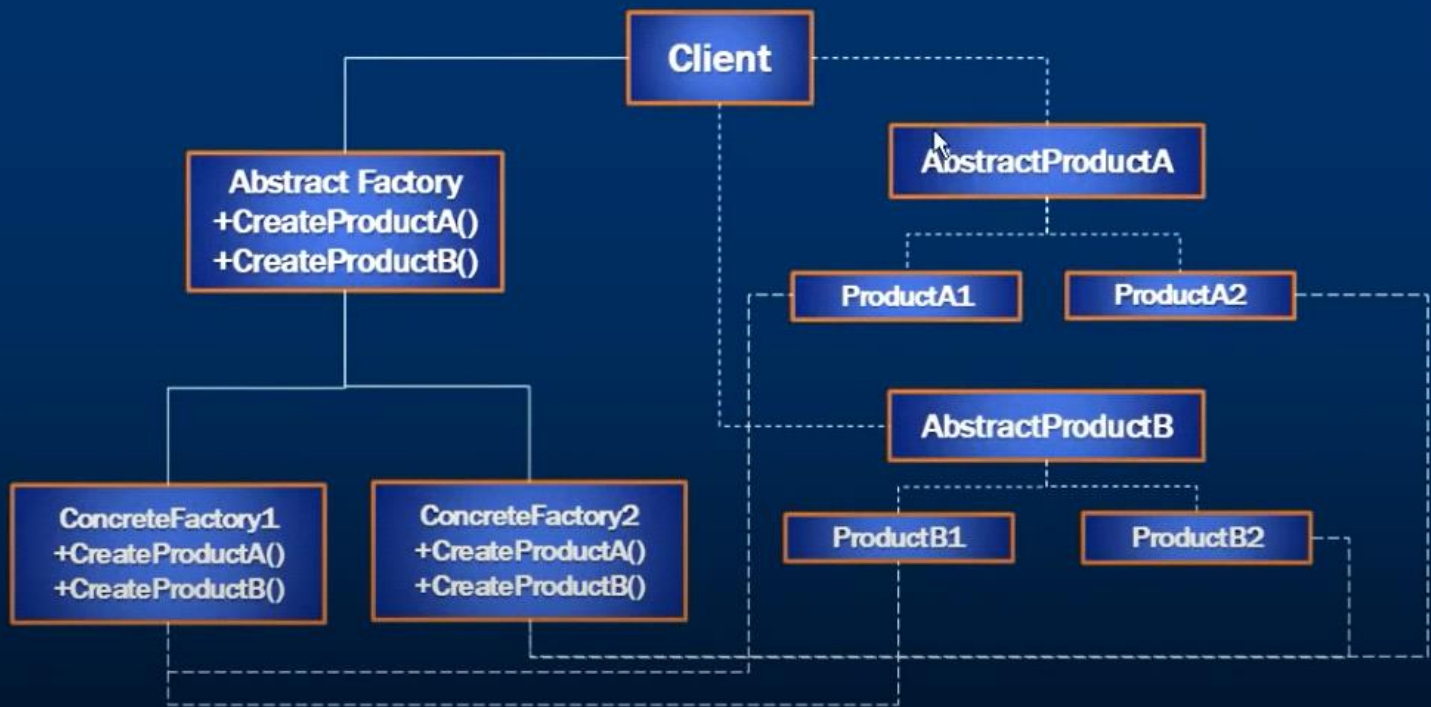 Client
AbstractProductA
Abstract Factory
+CreateProductA()
+CreateProductB()
ProductA1
ProductA2
AbstractProductB
ConcreteFactory1
+CreateProductA()
+CreateProductB()
ConcreteFactory2
+CreateProductA()
+CreateProductB()
ProductB1
ProductB2